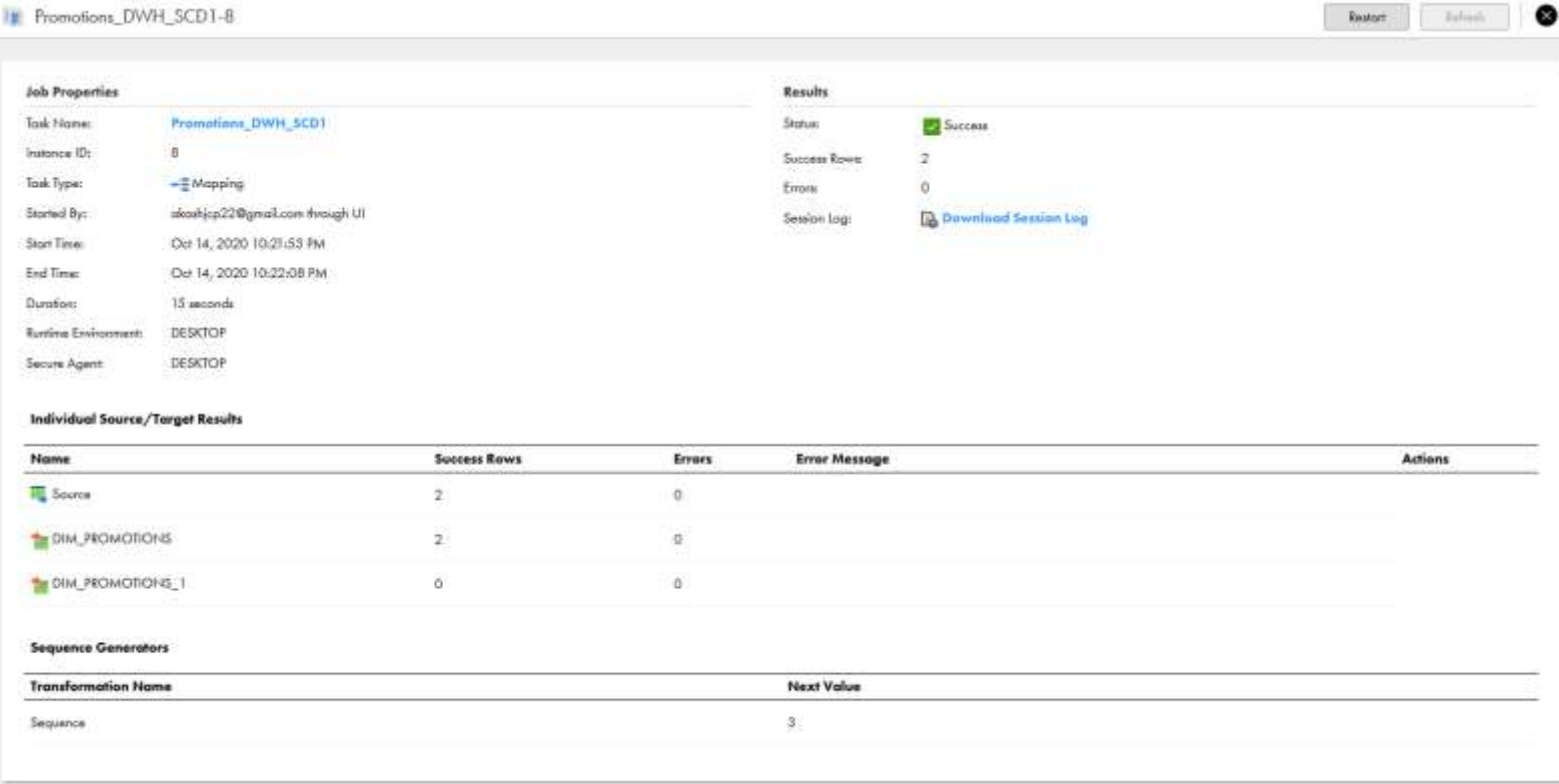 Promotions_DWH_SCD1-8 Restart Refresh
Job Properties
Task Name: Promotions_DWH_SCD1
Instance ID: 8
Task Type: Mapping
Started By: akashjcp22@gmail.com through UI
Start Time: Oct 14, 2020 10:21:53 PM
End Time: Oct 14, 2020 10:22:08 PM
Duration: 15 seconds
Runtime Environment: DESKTOP
Secure Agent: DESKTOP
Results
Status: Success
Success Rows: 2
Errors: 0
Session Log: Download Session Log
Individual Source/Target Results
Name Success Rows Errors Error Message Actions
Source 2 0
DIM_PROMOTIONS 2 0
DIM_PROMOTIONS_1 0 0
Sequence Generators
Transformation Name Next Value
Sequence 3